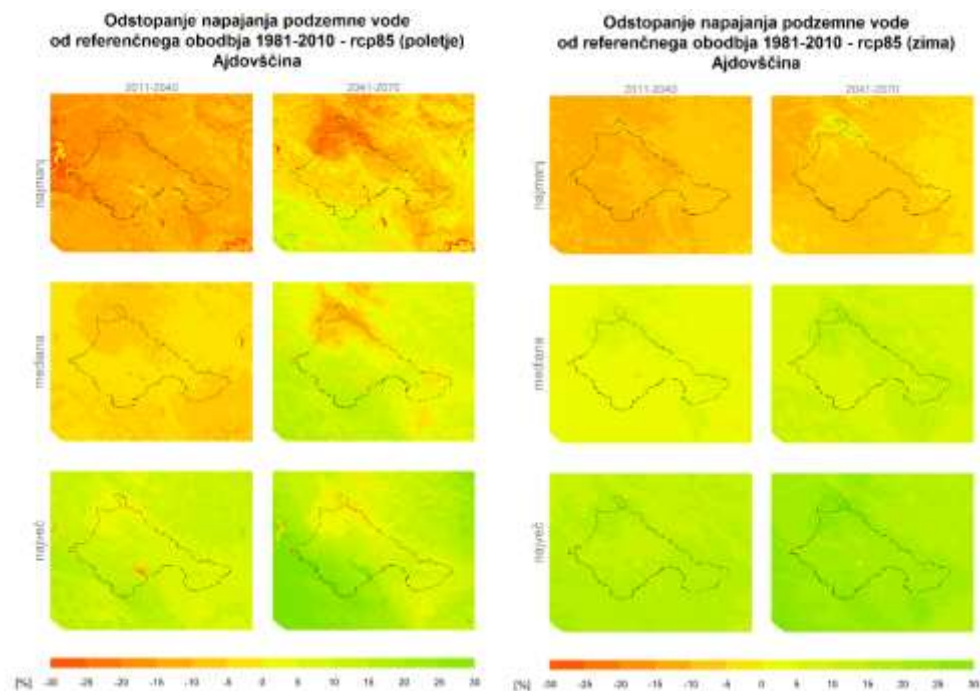 Odstopanje napajanja podzemne vode
od referenčnega obodbja 1981-2010 - rcp85 (poletje)
Ajdovščina
2011-2040 2041-2070
najmanj
mediana
največ
[%] -30 -25 -20 -15 -10 -5 0 5 10 15 20 25 30
Odstopanje napajanja podzemne vode
od referenčnega obodbja 1981-2010 - rcp85 (zima)
Ajdovščina
2011-2040 2041-2070
najmanj
mediana
največ
[%] -30 -25 -20 -15 -10 -5 0 5 10 15 20 25 30